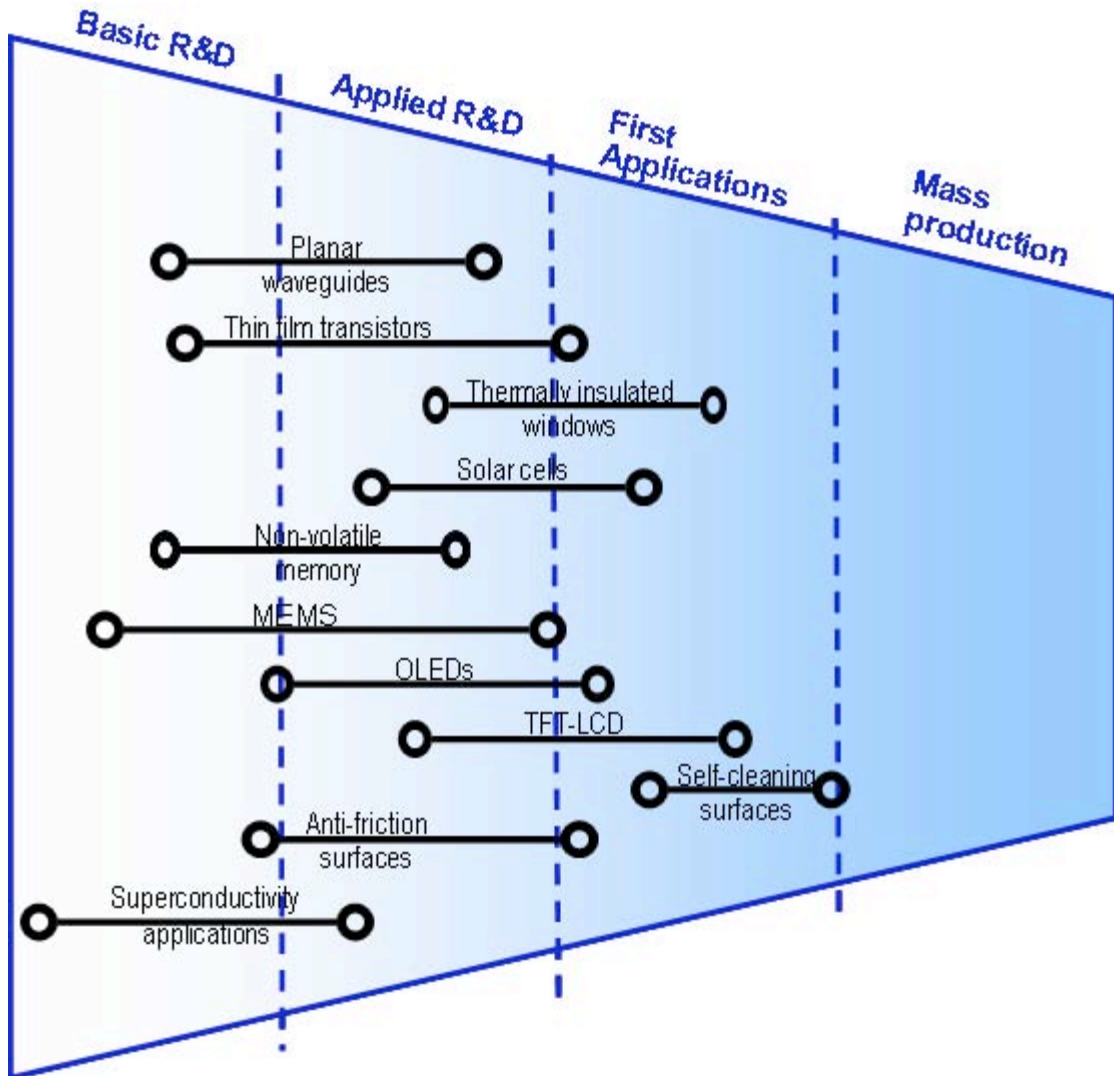 Basic R&D
Applied R&D
First
Applications
Mass
production
Planar
waveguides
Thin film transistors
Thermally insulated
windows
Solar cells
Non-volatile
memory
MEMS
OLEDs
TFT-LCD
Self-cleaning
surfaces
Anti-friction
surfaces
Superconductivity
applications